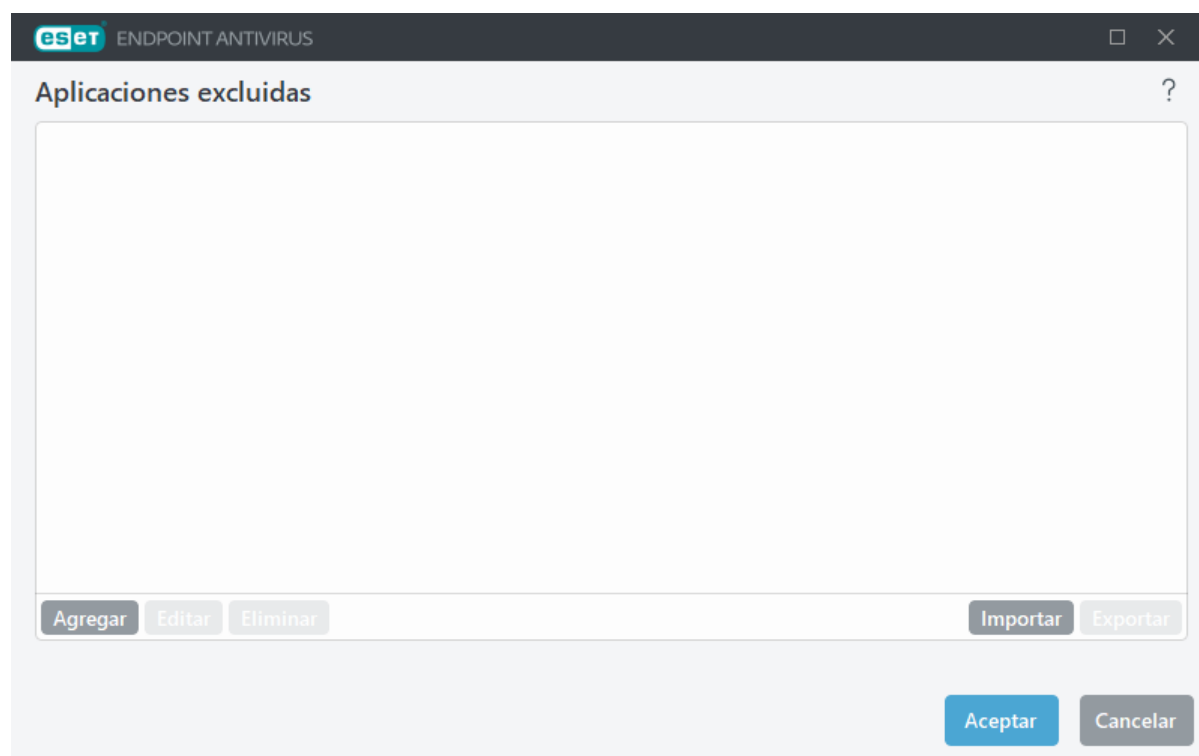 eset ENDPOINT ANTIVIRUS
Aplicaciones excluidas ?
Agregar Editar Eliminar Importar Exportar
Aceptar Cancelar